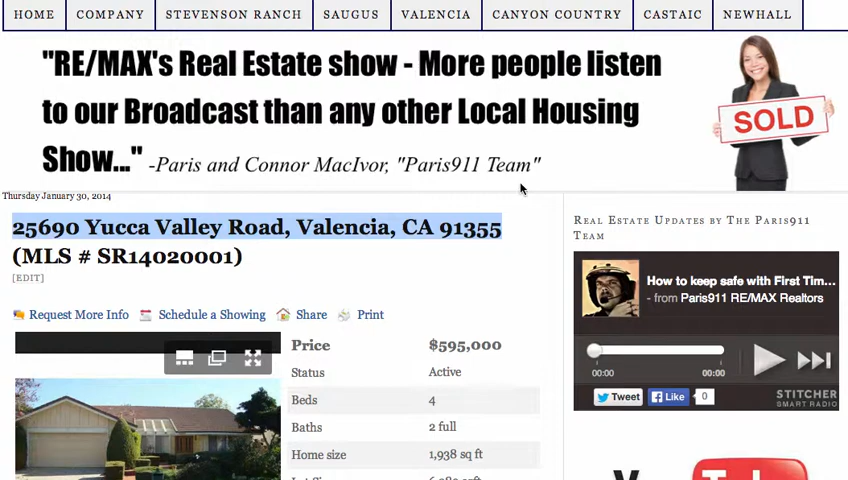 HOME COMPANY STEVENSON RANCH SAUGUS VALENCIA CANYON COUNTRY CASTAIC NEWHALL
"RE/MAX's Real Estate show - More people listen
to our Broadcast than any other Local Housing
Show..." -Paris and Connor MacIvor, "Paris911 Team"
SOLD
Thursday January 30, 2014
25690 Yucca Valley Road, Valencia, CA 91355
(MLS # SR14020001)
[EDIT]
Request More Info Schedule a Showing Share Print
Price $595,000
Status Active
Beds 4
Baths 2 full
Home size 1,938 sq ft
Real Estate Updates by The Paris911
Team
How to keep safe with First Tim...
- from Paris911 RE/MAX Realtors
00:00 00:00
Tweet Like 0
STITCHER
SMART RADIO